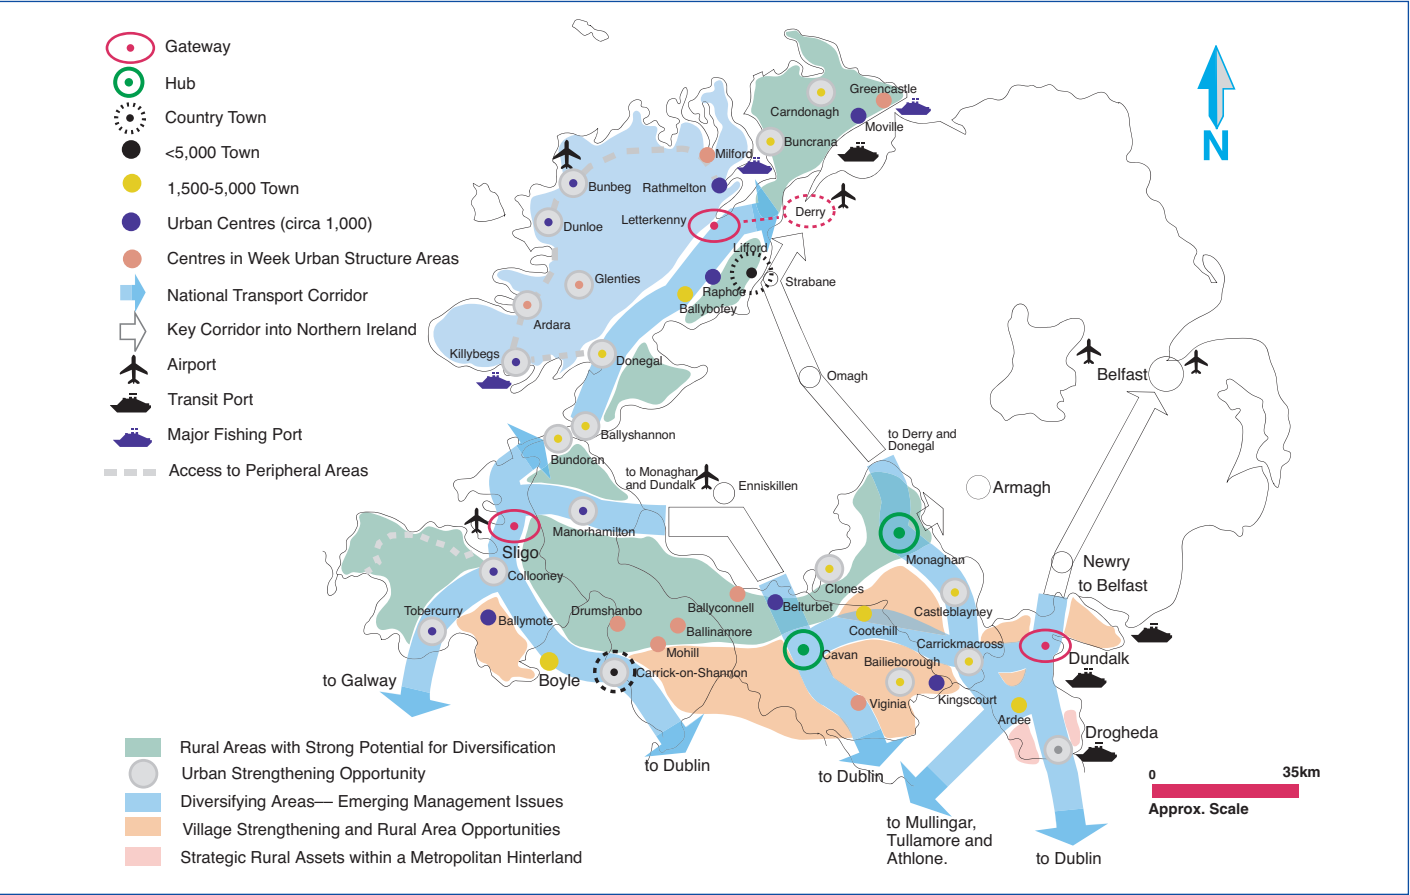 Gateway
Hub
Country Town
<5,000 Town
1,500-5,000 Town
Urban Centres (circa 1,000)
Centres in Week Urban Structure Areas
National Transport Corridor
Key Corridor into Northern Ireland
Airport
Transit Port
Major Fishing Port
Access to Peripheral Areas
N
Greencastle
Carndonagh
Moville
Buncrana
Milford
Bunbeg
Rathmelton
Letterkenny
Derry
Dunloe
Lifford
Strabane
Glenties
Raphoe
Ballybofey
Ardara
Killybegs
Donegal
Omagh
Belfast
Ballyshannon
Bundoran
to Derry and
Donegal
to Monaghan
and Dundalk
Enniskillen
Armagh
Manorhamilton
Sligo
Collooney
Monaghan
Newry
to Belfast
Clones
Castleblayney
Tobercurry
Ballymote
Drumshanbo
Ballyconnell
Belturbet
Ballinamore
Cootehill
Carrickmacross
Mohill
Cavan
Bailieborough
Dundalk
Carrick-on-Shannon
Boyle
to Galway
Viginia
Kingscourt
Ardee
Drogheda
to Dublin
to Dublin
to Mullingar,
Tullamore and
Athlone.
to Dublin
Rural Areas with Strong Potential for Diversification
Urban Strengthening Opportunity
Diversifying Areas— Emerging Management Issues
Village Strengthening and Rural Area Opportunities
Strategic Rural Assets within a Metropolitan Hinterland
0 35km
Approx. Scale